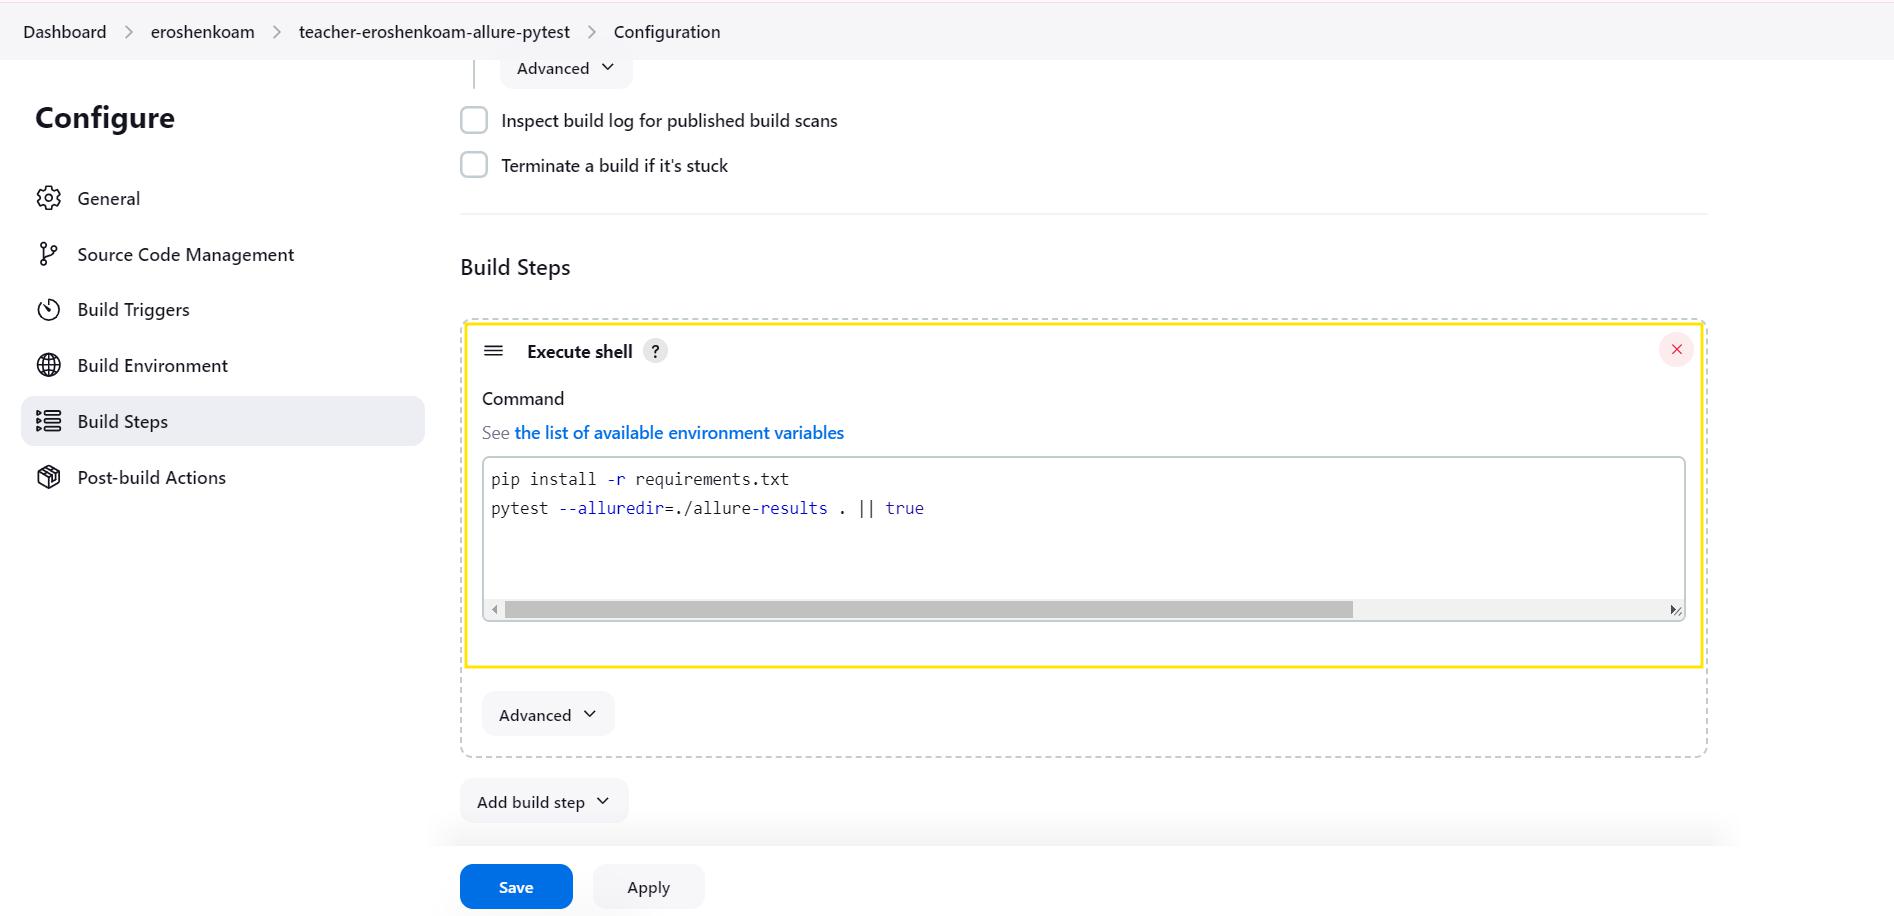 Dashboard > eroshenkoam > teacher-eroshenkoam-allure-pytest > Configuration
Configure
General
Source Code Management
Build Triggers
Build Environment
Build Steps
Post-build Actions
Advanced
Inspect build log for published build scans
Terminate a build if it's stuck
Build Steps
Execute shell ?
Command
See the list of available environment variables
pip install -r requirements.txt
pytest --alluredir=./allure-results . || true
Advanced
Add build step
Save Apply